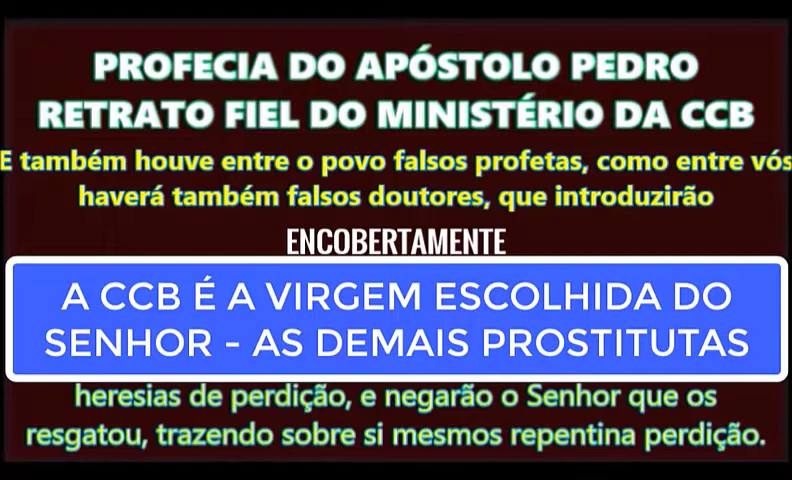 PROFECIA DO APÓSTOLO PEDRO
RETRATO FIEL DO MINISTÉRIO DA CCB
E também houve entre o povo falsos profetas, como entre vós
haverá também falsos doutores, que introduzirão
ENCOBERTAMENTE
A CCB É A VIRGEM ESCOLHIDA DO
SENHOR - AS DEMAIS PROSTITUTAS
heresias de perdição, e negarão o Senhor que os
resgatou, trazendo sobre si mesmos repentina perdição.